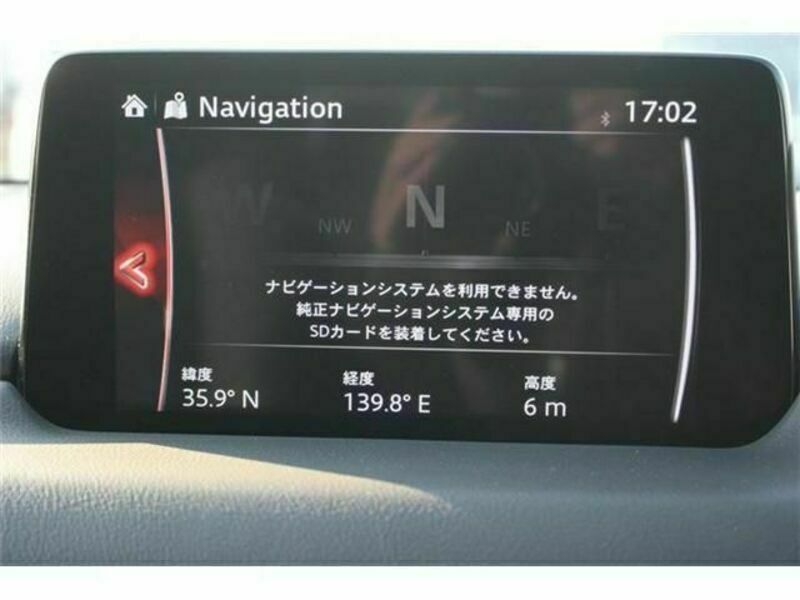 Navigation
17:02
W NW N NE E
ナビゲーションシステムを利用できません。
純正ナビゲーションシステム専用の
SDカードを装着してください。
緯度 経度 高度
35.9° N 139.8° E 6 m